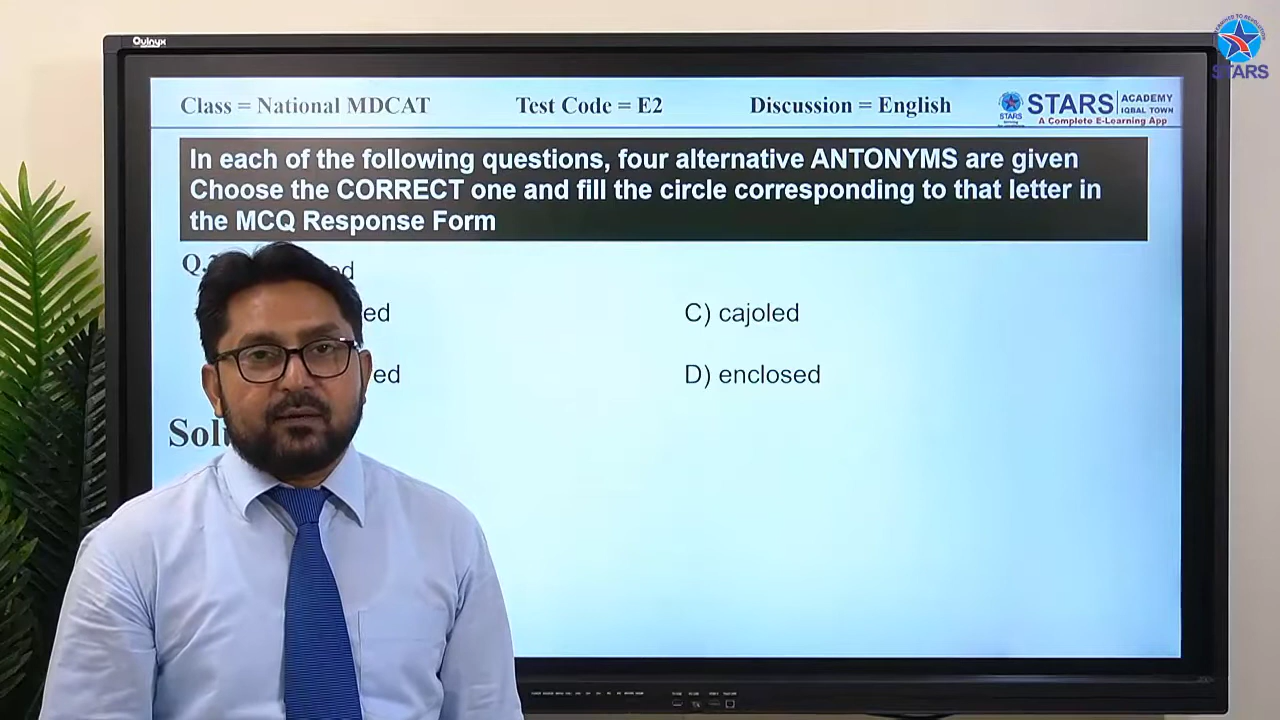 Quinyx
STARS
Class = National MDCAT
Test Code = E2
Discussion = English
STARS
STARS ACADEMY
IQBAL TOWN
A Complete E-Learning App
In each of the following questions, four alternative ANTONYMS are given
Choose the CORRECT one and fill the circle corresponding to that letter in
the MCQ Response Form
C) cajoled
D) enclosed